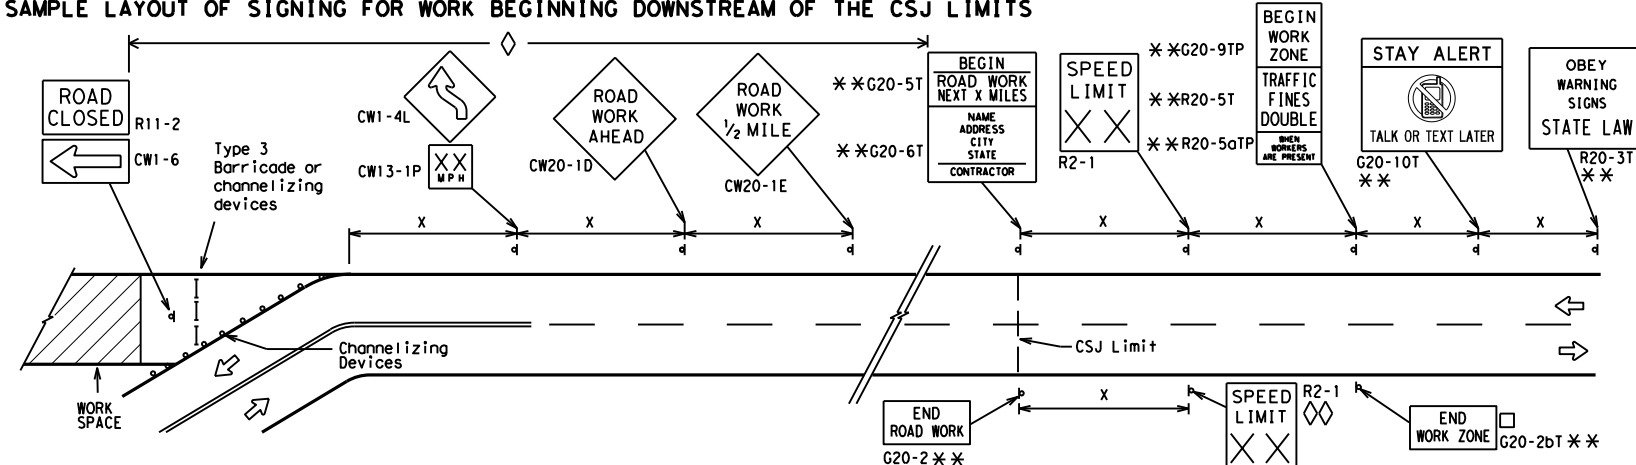 SAMPLE LAYOUT OF SIGNING FOR WORK BEGINNING DOWNSTREAM OF THE CSJ LIMITS
ROAD
CLOSED
R11-2
CW1-6
Type 3
Barricade or
channelizing
devices
CW1-4L
CW13-1P
XX
MPH
ROAD
WORK
AHEAD
CW20-1D
ROAD
WORK
1/2 MILE
CW20-1E
**G20-5T
**G20-6T
BEGIN
ROAD WORK
NEXT X MILES
NAME
ADDRESS
CITY
STATE
CONTRACTOR
SPEED
LIMIT
XX
R2-1
**G20-9TP
**R20-5T
**R20-5aTP
BEGIN
WORK
ZONE
TRAFFIC
FINES
DOUBLE
WHEN
WORKERS
ARE PRESENT
STAY ALERT
TALK OR TEXT LATER
G20-10T
**
OBEY
WARNING
SIGNS
STATE LAW
R20-3T
**
X
X
X
X
X
X
X
Channelizing
Devices
WORK
SPACE
CSJ Limit
END
ROAD WORK
G20-2**
X
SPEED
LIMIT
XX
R2-1
END
WORK ZONE
G20-2bT**